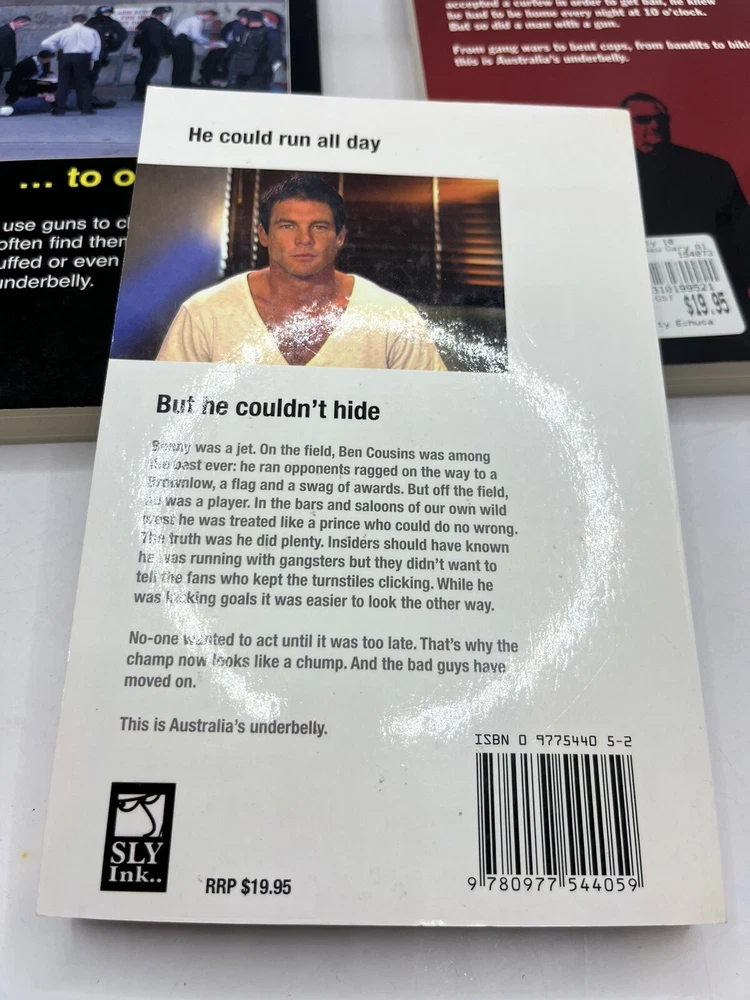 accepted a curfew in order to get bail, he knew
he had to be home every night at 10 o'clock.
But so did a man with a gun.
From gang wars to bent cops, from bandits to biki
this is Australia's underbelly.
... to o
use guns to cl
often find ther
uffed or even
underbelly.
$19.95
ty Echuca
He could run all day
But he couldn't hide
Benny was a jet. On the field, Ben Cousins was among
the best ever: he ran opponents ragged on the way to a
Brownlow, a flag and a swag of awards. But off the field,
he was a player. In the bars and saloons of our own wild
west he was treated like a prince who could do no wrong.
The truth was he did plenty. Insiders should have known
he was running with gangsters but they didn't want to
tell the fans who kept the turnstiles clicking. While he
was kicking goals it was easier to look the other way.
No-one wanted to act until it was too late. That's why the
champ now looks like a chump. And the bad guys have
moved on.
This is Australia's underbelly.
ISBN 0 9775440 5-2
9 780977 544059
SLY
Ink..
RRP $19.95